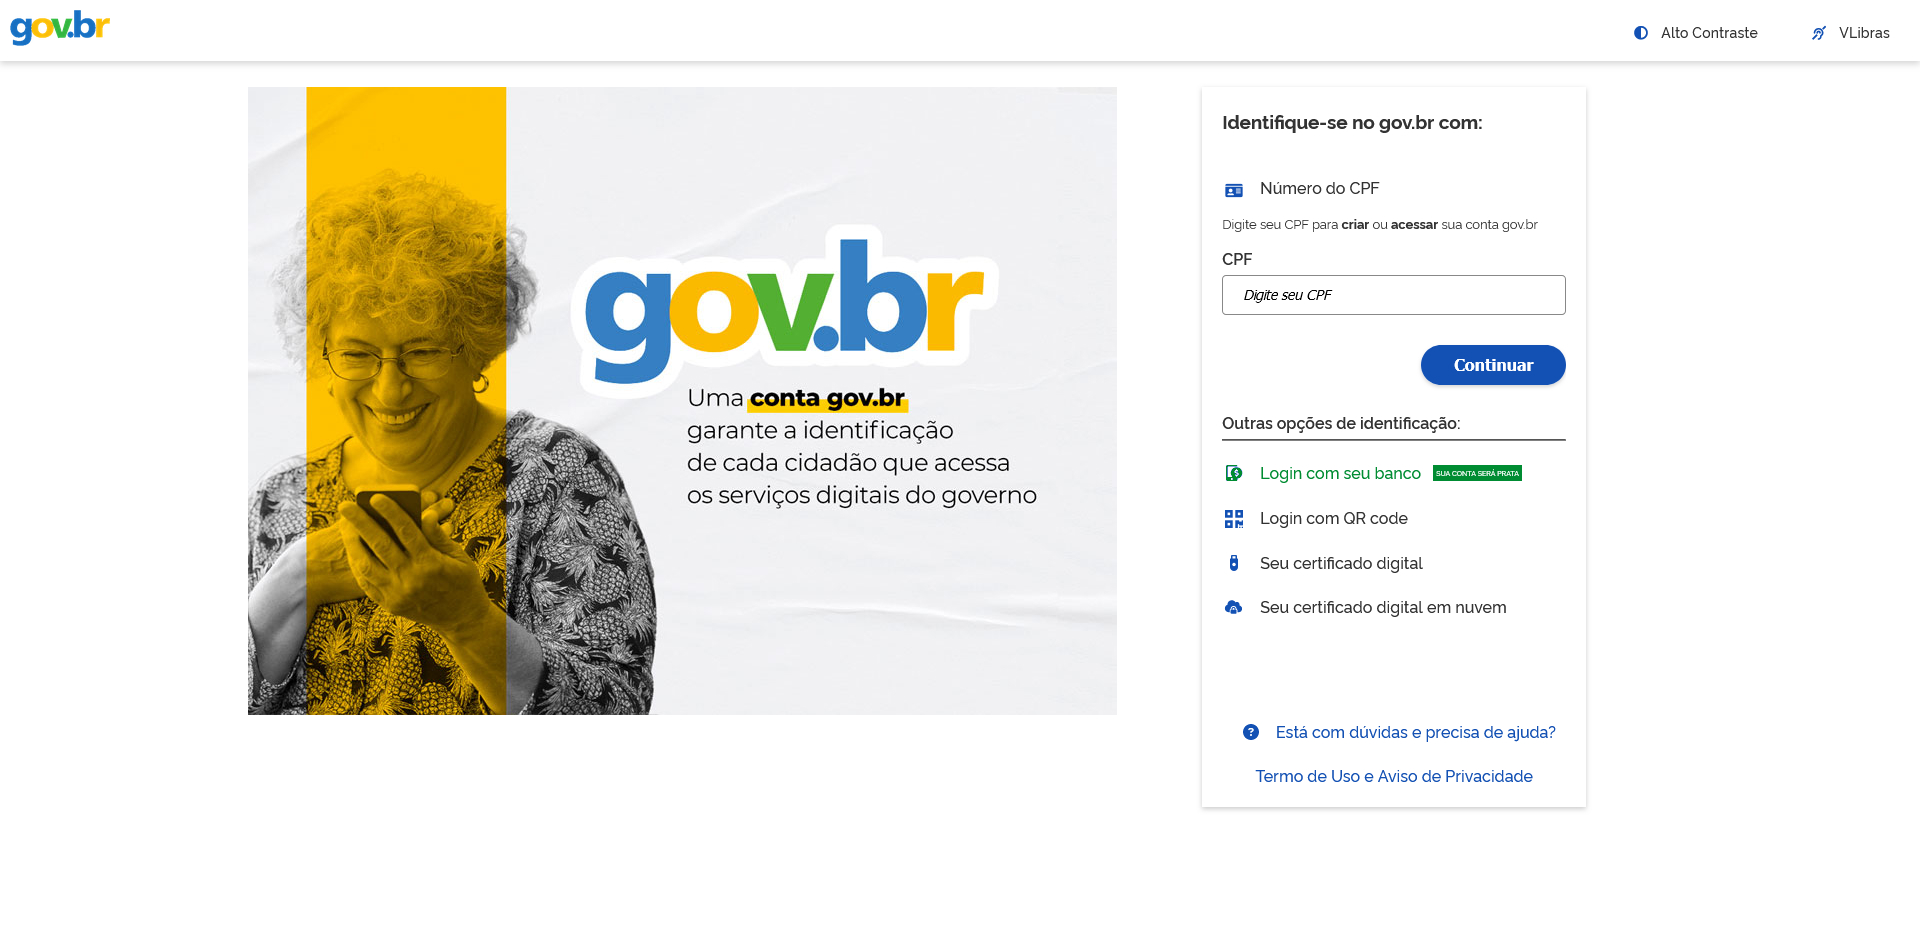 gov.br
Alto Contraste
VLibras
gov.br
Uma conta gov.br
garante a identificação
de cada cidadão que acessa
os serviços digitais do governo
Identifique-se no gov.br com:
Número do CPF
Digite seu CPF para criar ou acessar sua conta gov.br
CPF
Digite seu CPF
Continuar
Outras opções de identificação:
Login com seu banco SUA CONTA SERÁ PRATA
Login com QR code
Seu certificado digital
Seu certificado digital em nuvem
Está com dúvidas e precisa de ajuda?
Termo de Uso e Aviso de Privacidade